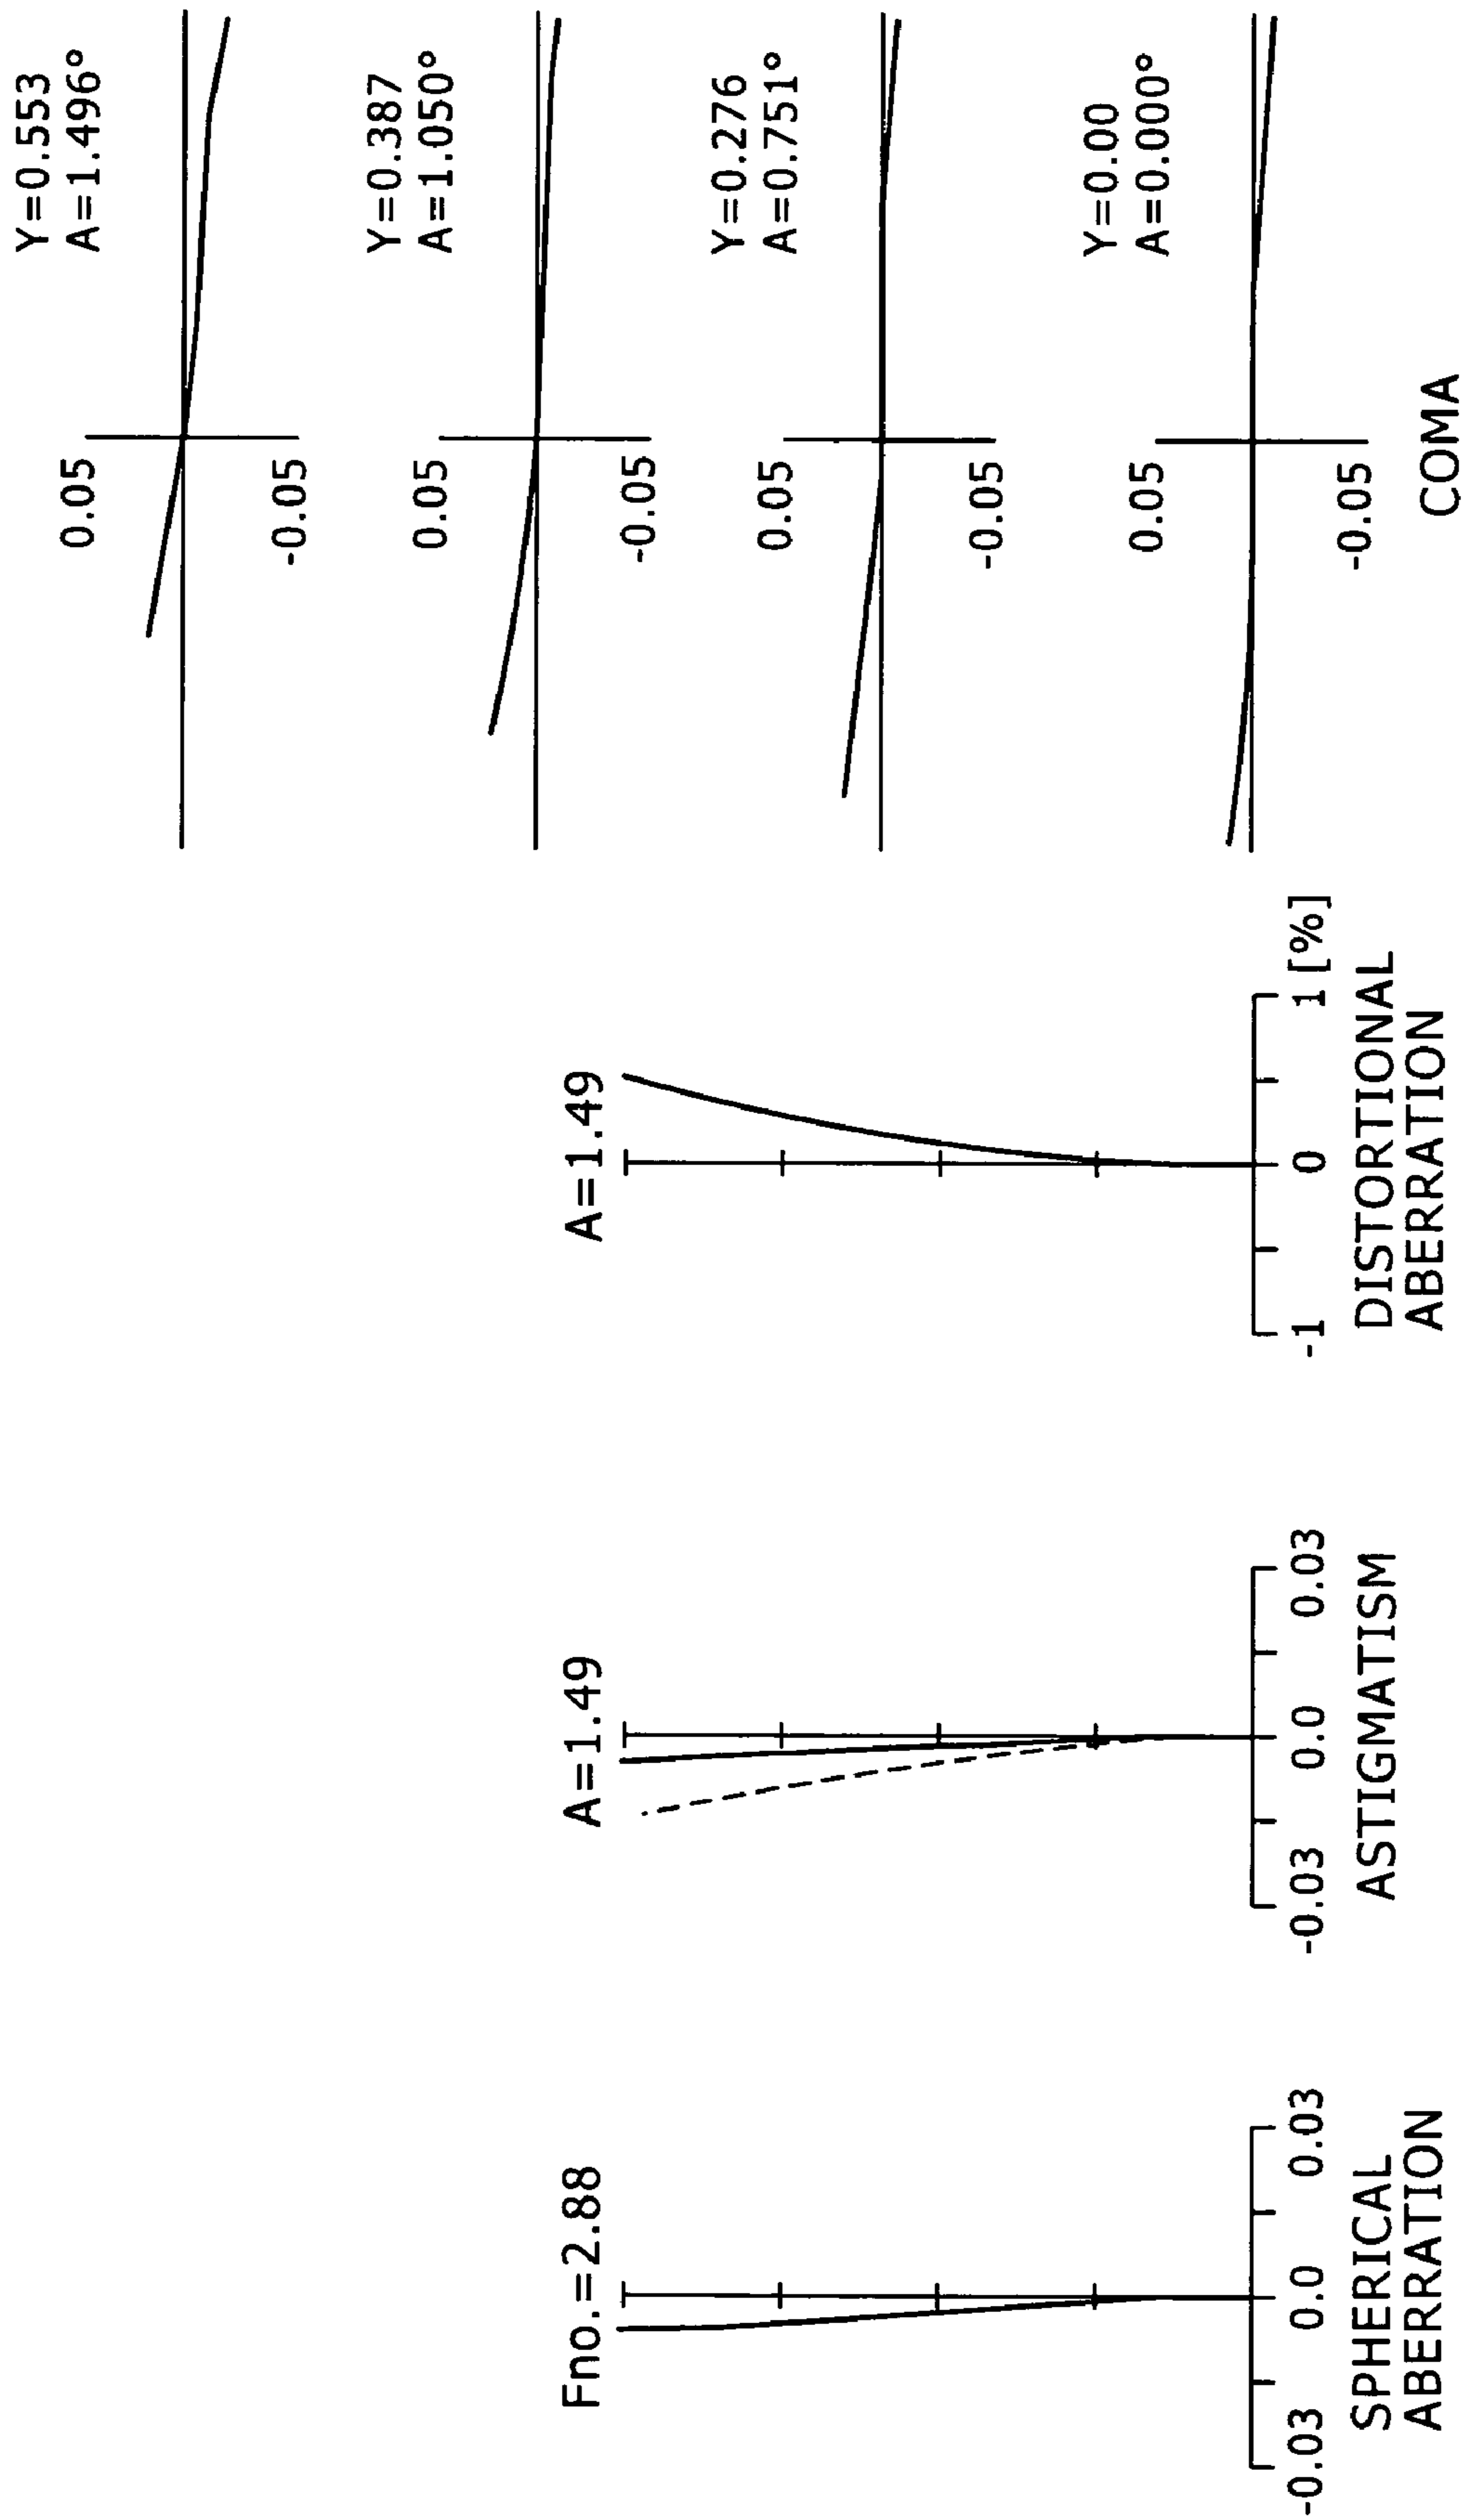 Fno.=2.88
-0.03
0.0
0.03
SPHERICAL
ABERRATION
A=1.49
-0.03
0.0
0.03
ASTIGMATISM
A=1.49
-1
0
1 [%]
DISTORTIONAL
ABERRATION
Y=0.553
A=1.496°
0.05
-0.05
Y=0.387
A=1.050°
0.05
-0.05
Y=0.276
A=0.751°
0.05
-0.05
Y=0.00
A=0.000°
0.05
-0.05
COMA